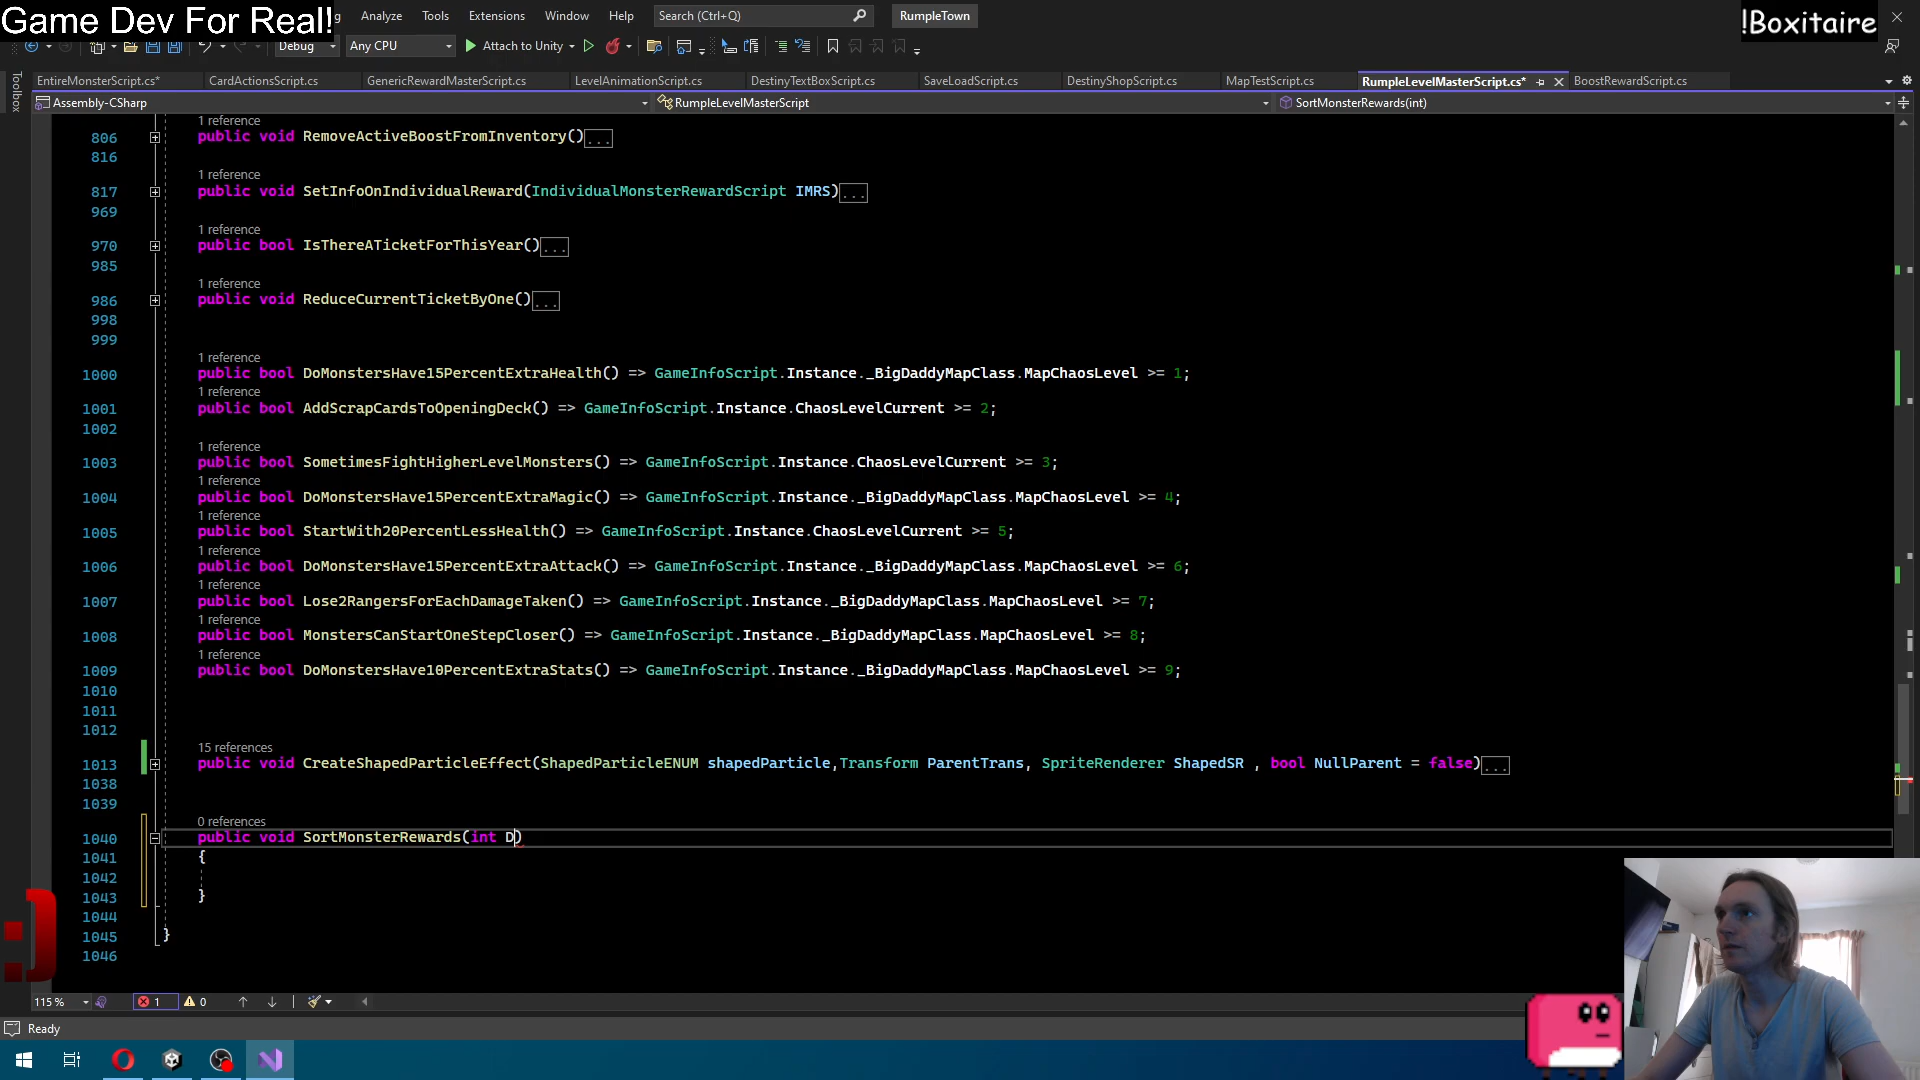 Game Dev For Real!
Analyze Tools Extensions Window Help Search (Ctrl+Q) RumpleTown
!Boxitaire
Debug Any CPU Attach to Unity
Toolbox
EntireMonsterScript.cs* CardActionsScript.cs GenericRewardMasterScript.cs LevelAnimationScript.cs DestinyTextBoxScript.cs SaveLoadScript.cs DestinyShopScript.cs MapTestScript.cs RumpleLevelMasterScript.cs* BoostRewardScript.cs
Assembly-CSharp RumpleLevelMasterScript SortMonsterRewards(int)
1 reference
806 public void RemoveActiveBoostFromInventory()...
816
1 reference
817 public void SetInfoOnIndividualReward(IndividualMonsterRewardScript IMRS)...
969
1 reference
970 public bool IsThereATicketForThisYear()...
985
1 reference
986 public void ReduceCurrentTicketByOne()...
998
999
1 reference
1000 public bool DoMonstersHave15PercentExtraHealth() => GameInfoScript.Instance._BigDaddyMapClass.MapChaosLevel >= 1;
1 reference
1001 public bool AddScrapCardsToOpeningDeck() => GameInfoScript.Instance.ChaosLevelCurrent >= 2;
1002
1 reference
1003 public bool SometimesFightHigherLevelMonsters() => GameInfoScript.Instance.ChaosLevelCurrent >= 3;
1 reference
1004 public bool DoMonstersHave15PercentExtraMagic() => GameInfoScript.Instance._BigDaddyMapClass.MapChaosLevel >= 4;
1 reference
1005 public bool StartWith20PercentLessHealth() => GameInfoScript.Instance.ChaosLevelCurrent >= 5;
1 reference
1006 public bool DoMonstersHave15PercentExtraAttack() => GameInfoScript.Instance._BigDaddyMapClass.MapChaosLevel >= 6;
1 reference
1007 public bool Lose2RangersForEachDamageTaken() => GameInfoScript.Instance._BigDaddyMapClass.MapChaosLevel >= 7;
1 reference
1008 public bool MonstersCanStartOneStepCloser() => GameInfoScript.Instance._BigDaddyMapClass.MapChaosLevel >= 8;
1 reference
1009 public bool DoMonstersHave10PercentExtraStats() => GameInfoScript.Instance._BigDaddyMapClass.MapChaosLevel >= 9;
1010
1011
1012
15 references
1013 public void CreateShapedParticleEffect(ShapedParticleENUM shapedParticle,Transform ParentTrans, SpriteRenderer ShapedSR , bool NullParent = false)...
1038
1039
0 references
1040 public void SortMonsterRewards(int D)
1041 {
1042
1043 }
1044
1045 }
1046
115 % 1 0
Ready